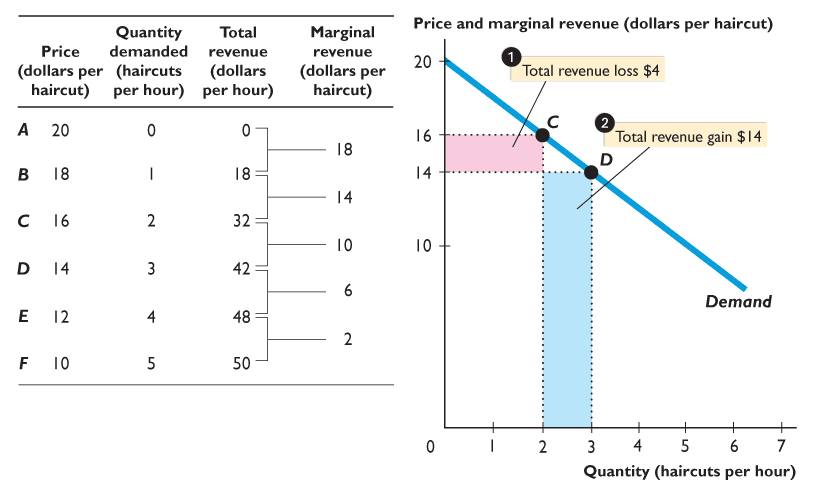 Price (dollars per haircut)
Quantity demanded (haircuts per hour)
Total revenue (dollars per hour)
Marginal revenue (dollars per haircut)
A 20 0 0
18
B 18 1 18
14
C 16 2 32
10
D 14 3 42
6
E 12 4 48
2
F 10 5 50
Price and marginal revenue (dollars per haircut)
20
1
Total revenue loss $4
16
C
2
Total revenue gain $14
14
D
10
Demand
0 1 2 3 4 5 6 7
Quantity (haircuts per hour)